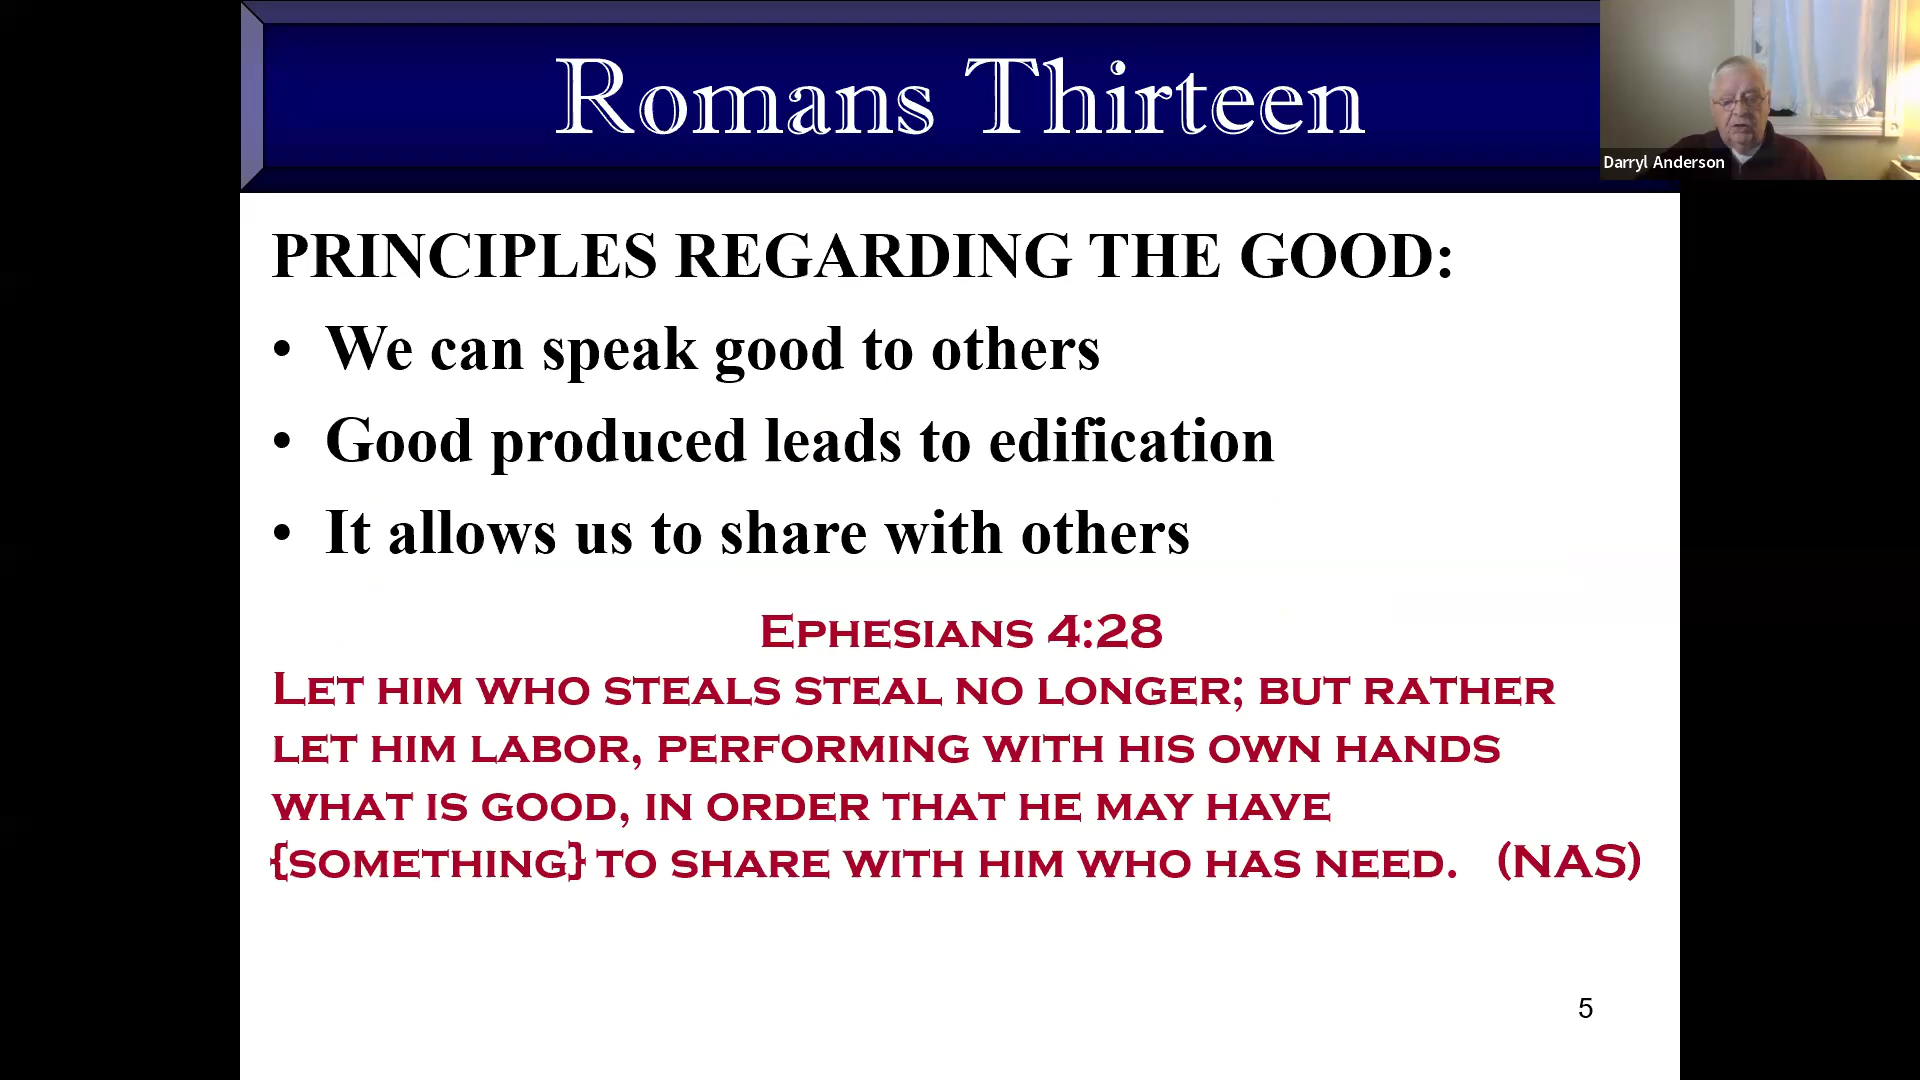 Romans Thirteen
Darryl Anderson
PRINCIPLES REGARDING THE GOOD:
• We can speak good to others
• Good produced leads to edification
• It allows us to share with others
Ephesians 4:28
Let him who steals steal no longer; but rather
let him labor, performing with his own hands
what is good, in order that he may have
{something} to share with him who has need. (NAS)
5